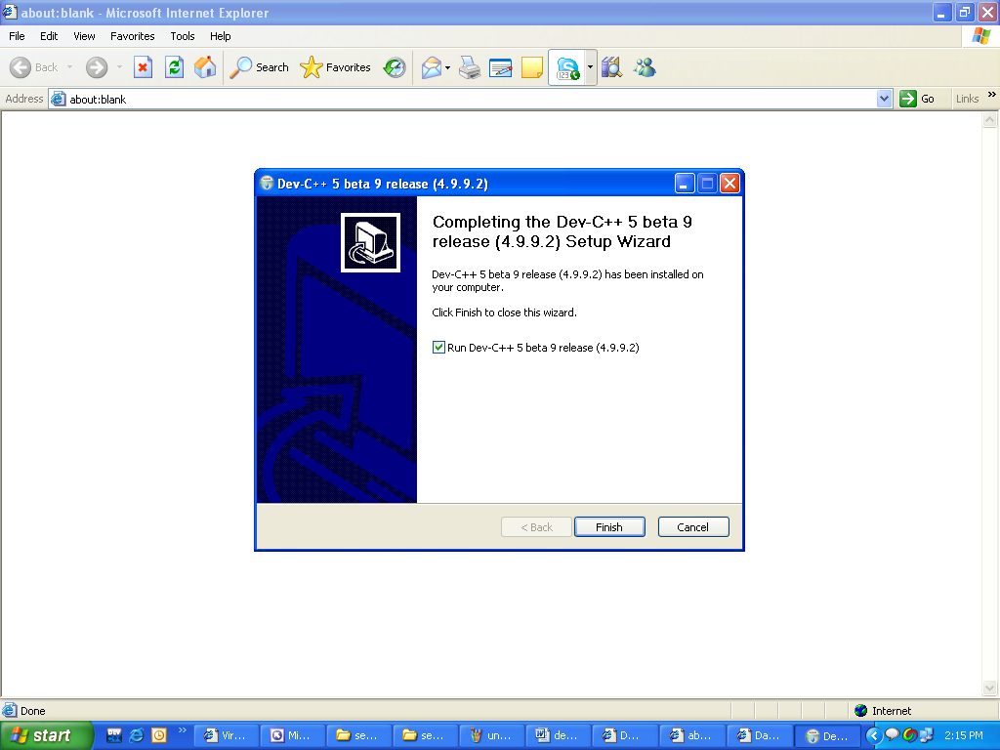 about:blank - Microsoft Internet Explorer
File Edit View Favorites Tools Help
Back Search Favorites 123
Address about:blank Go Links »
Dev-C++ 5 beta 9 release (4.9.9.2)
Completing the Dev-C++ 5 beta 9
release (4.9.9.2) Setup Wizard
Dev-C++ 5 beta 9 release (4.9.9.2) has been installed on
your computer.
Click Finish to close this wizard.
Run Dev-C++ 5 beta 9 release (4.9.9.2)
< Back Finish Cancel
Done Internet
start » Vir... Mi... se... se... un... de... D... ab... Da... De... 2:15 PM